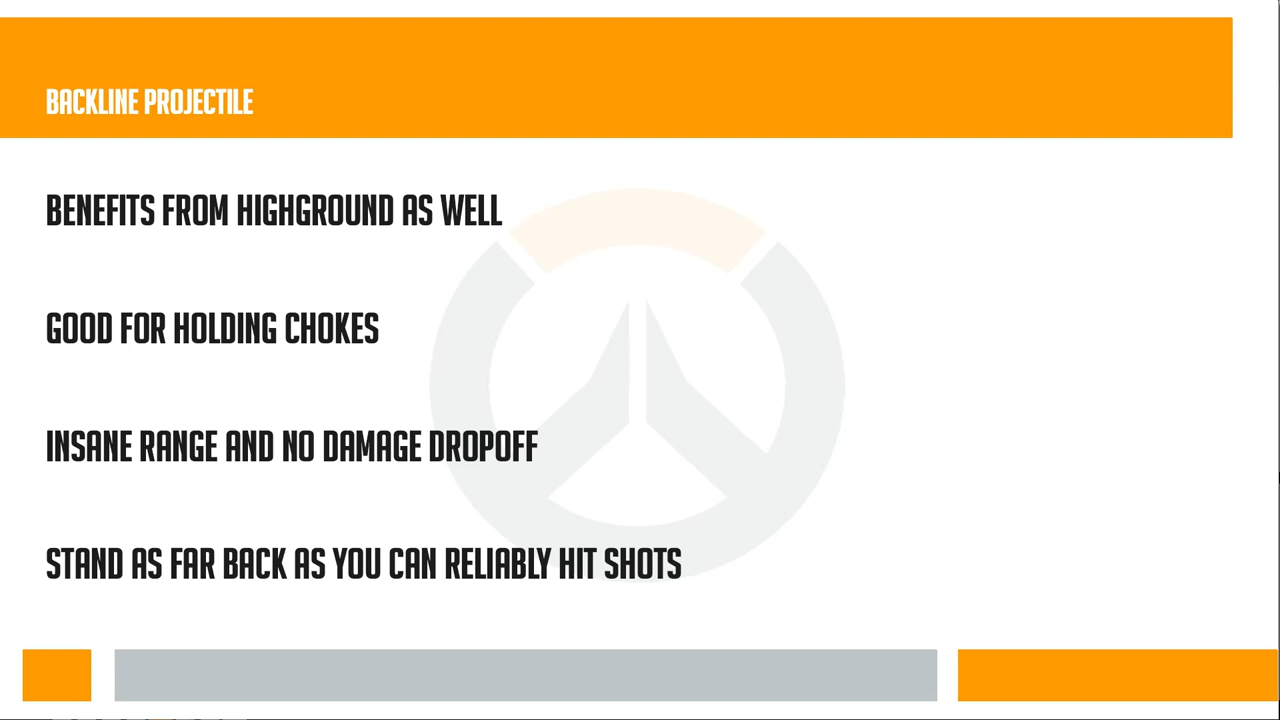 BACKLINE PROJECTILE
BENEFITS FROM HIGHGROUND AS WELL
GOOD FOR HOLDING CHOKES
INSANE RANGE AND NO DAMAGE DROPOFF
STAND AS FAR BACK AS YOU CAN RELIABLY HIT SHOTS